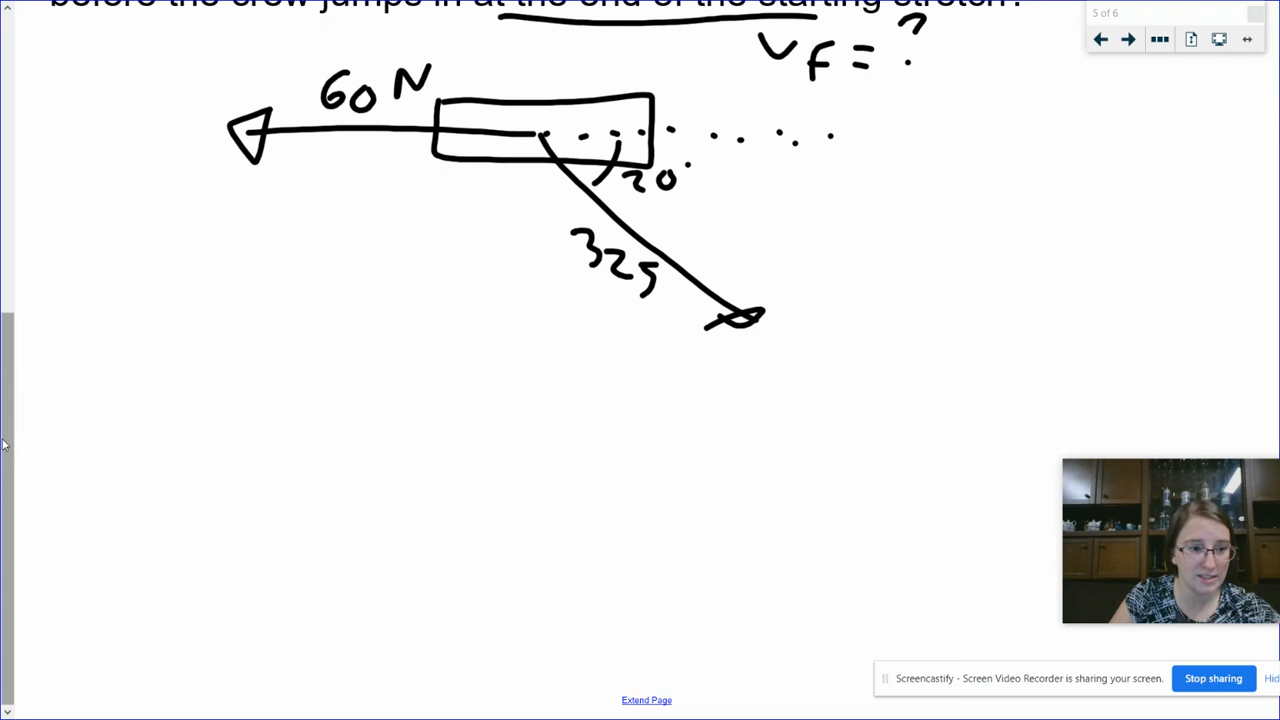 before the crew jumps in at the end of the starting stretch?
5 of 6
V f = ?
60 N
20
325
Screencastify - Screen Video Recorder is sharing your screen.
Stop sharing
Hid
Extend Page